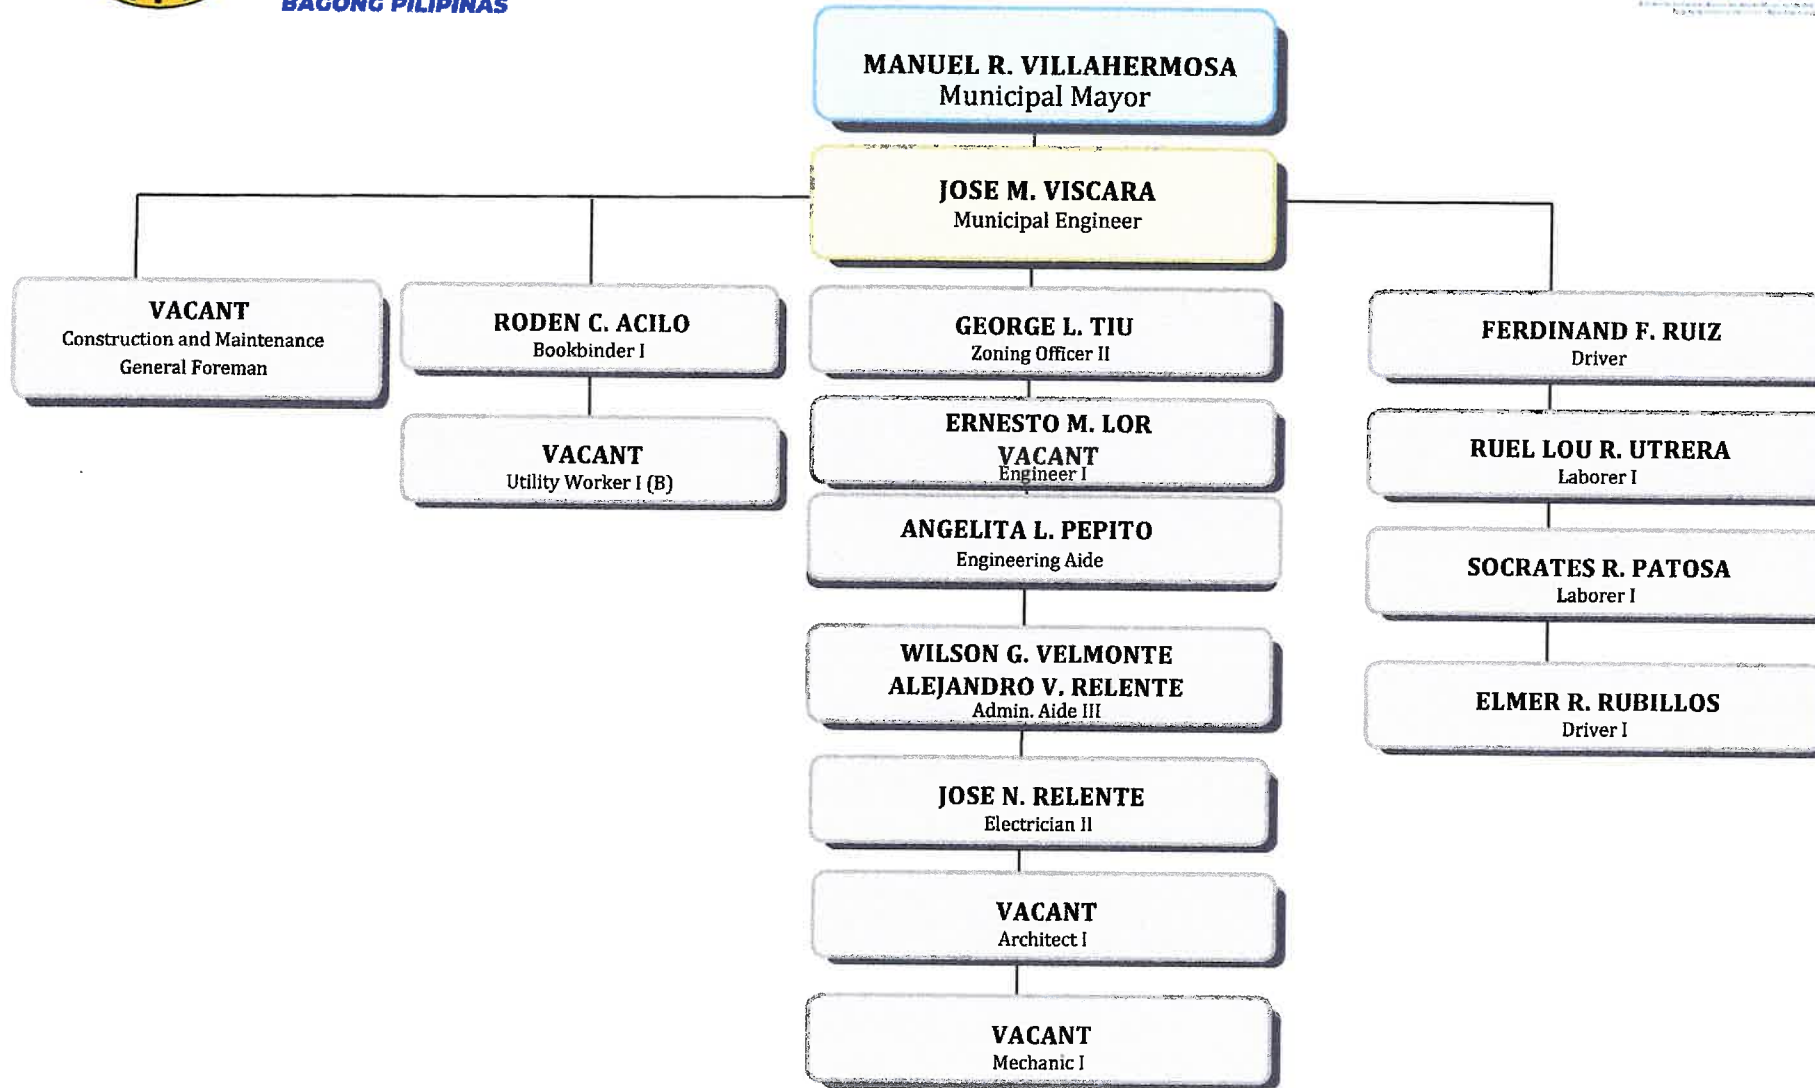 BAGONG PILIPINAS
MANUEL R. VILLAHERMOSA
Municipal Mayor
JOSE M. VISCARA
Municipal Engineer
VACANT
Construction and Maintenance
General Foreman
RODEN C. ACILO
Bookbinder I
VACANT
Utility Worker I (B)
GEORGE L. TIU
Zoning Officer II
ERNESTO M. LOR
VACANT
Engineer I
ANGELITA L. PEPITO
Engineering Aide
WILSON G. VELMONTE
ALEJANDRO V. RELENTE
Admin. Aide III
JOSE N. RELENTE
Electrician II
VACANT
Architect I
VACANT
Mechanic I
FERDINAND F. RUIZ
Driver
RUEL LOU R. UTRERA
Laborer I
SOCRATES R. PATOSA
Laborer I
ELMER R. RUBILLOS
Driver I